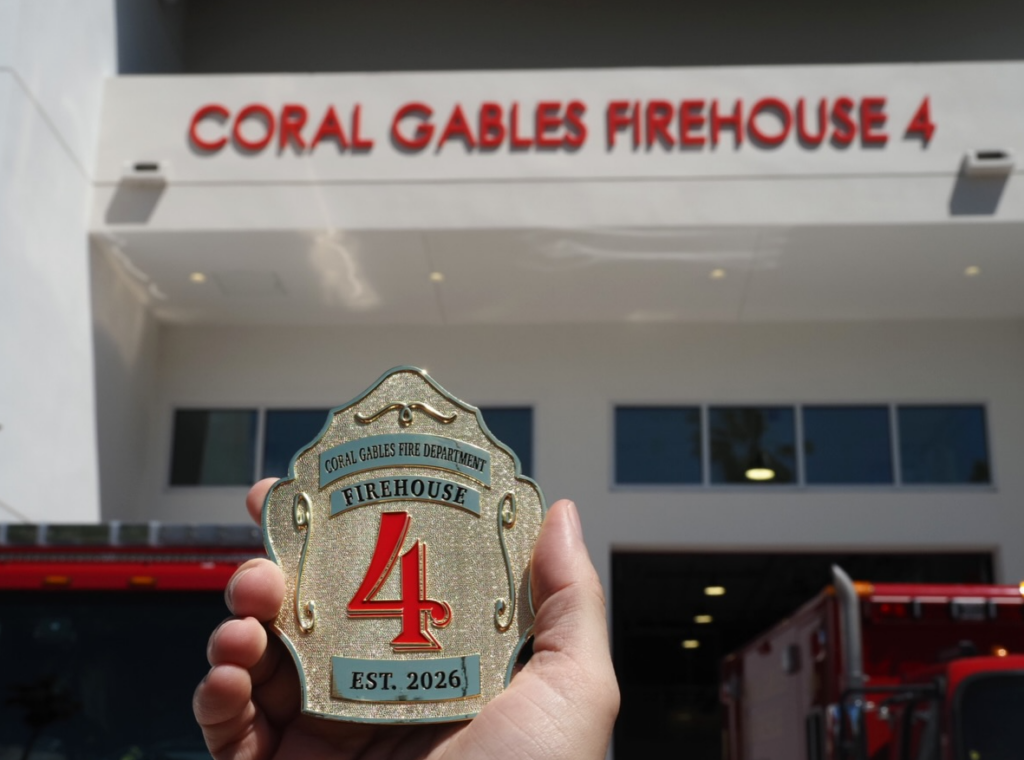 CORAL GABLES FIREHOUSE 4
CORAL GABLES FIRE DEPARTMENT
FIREHOUSE
4
EST. 2026